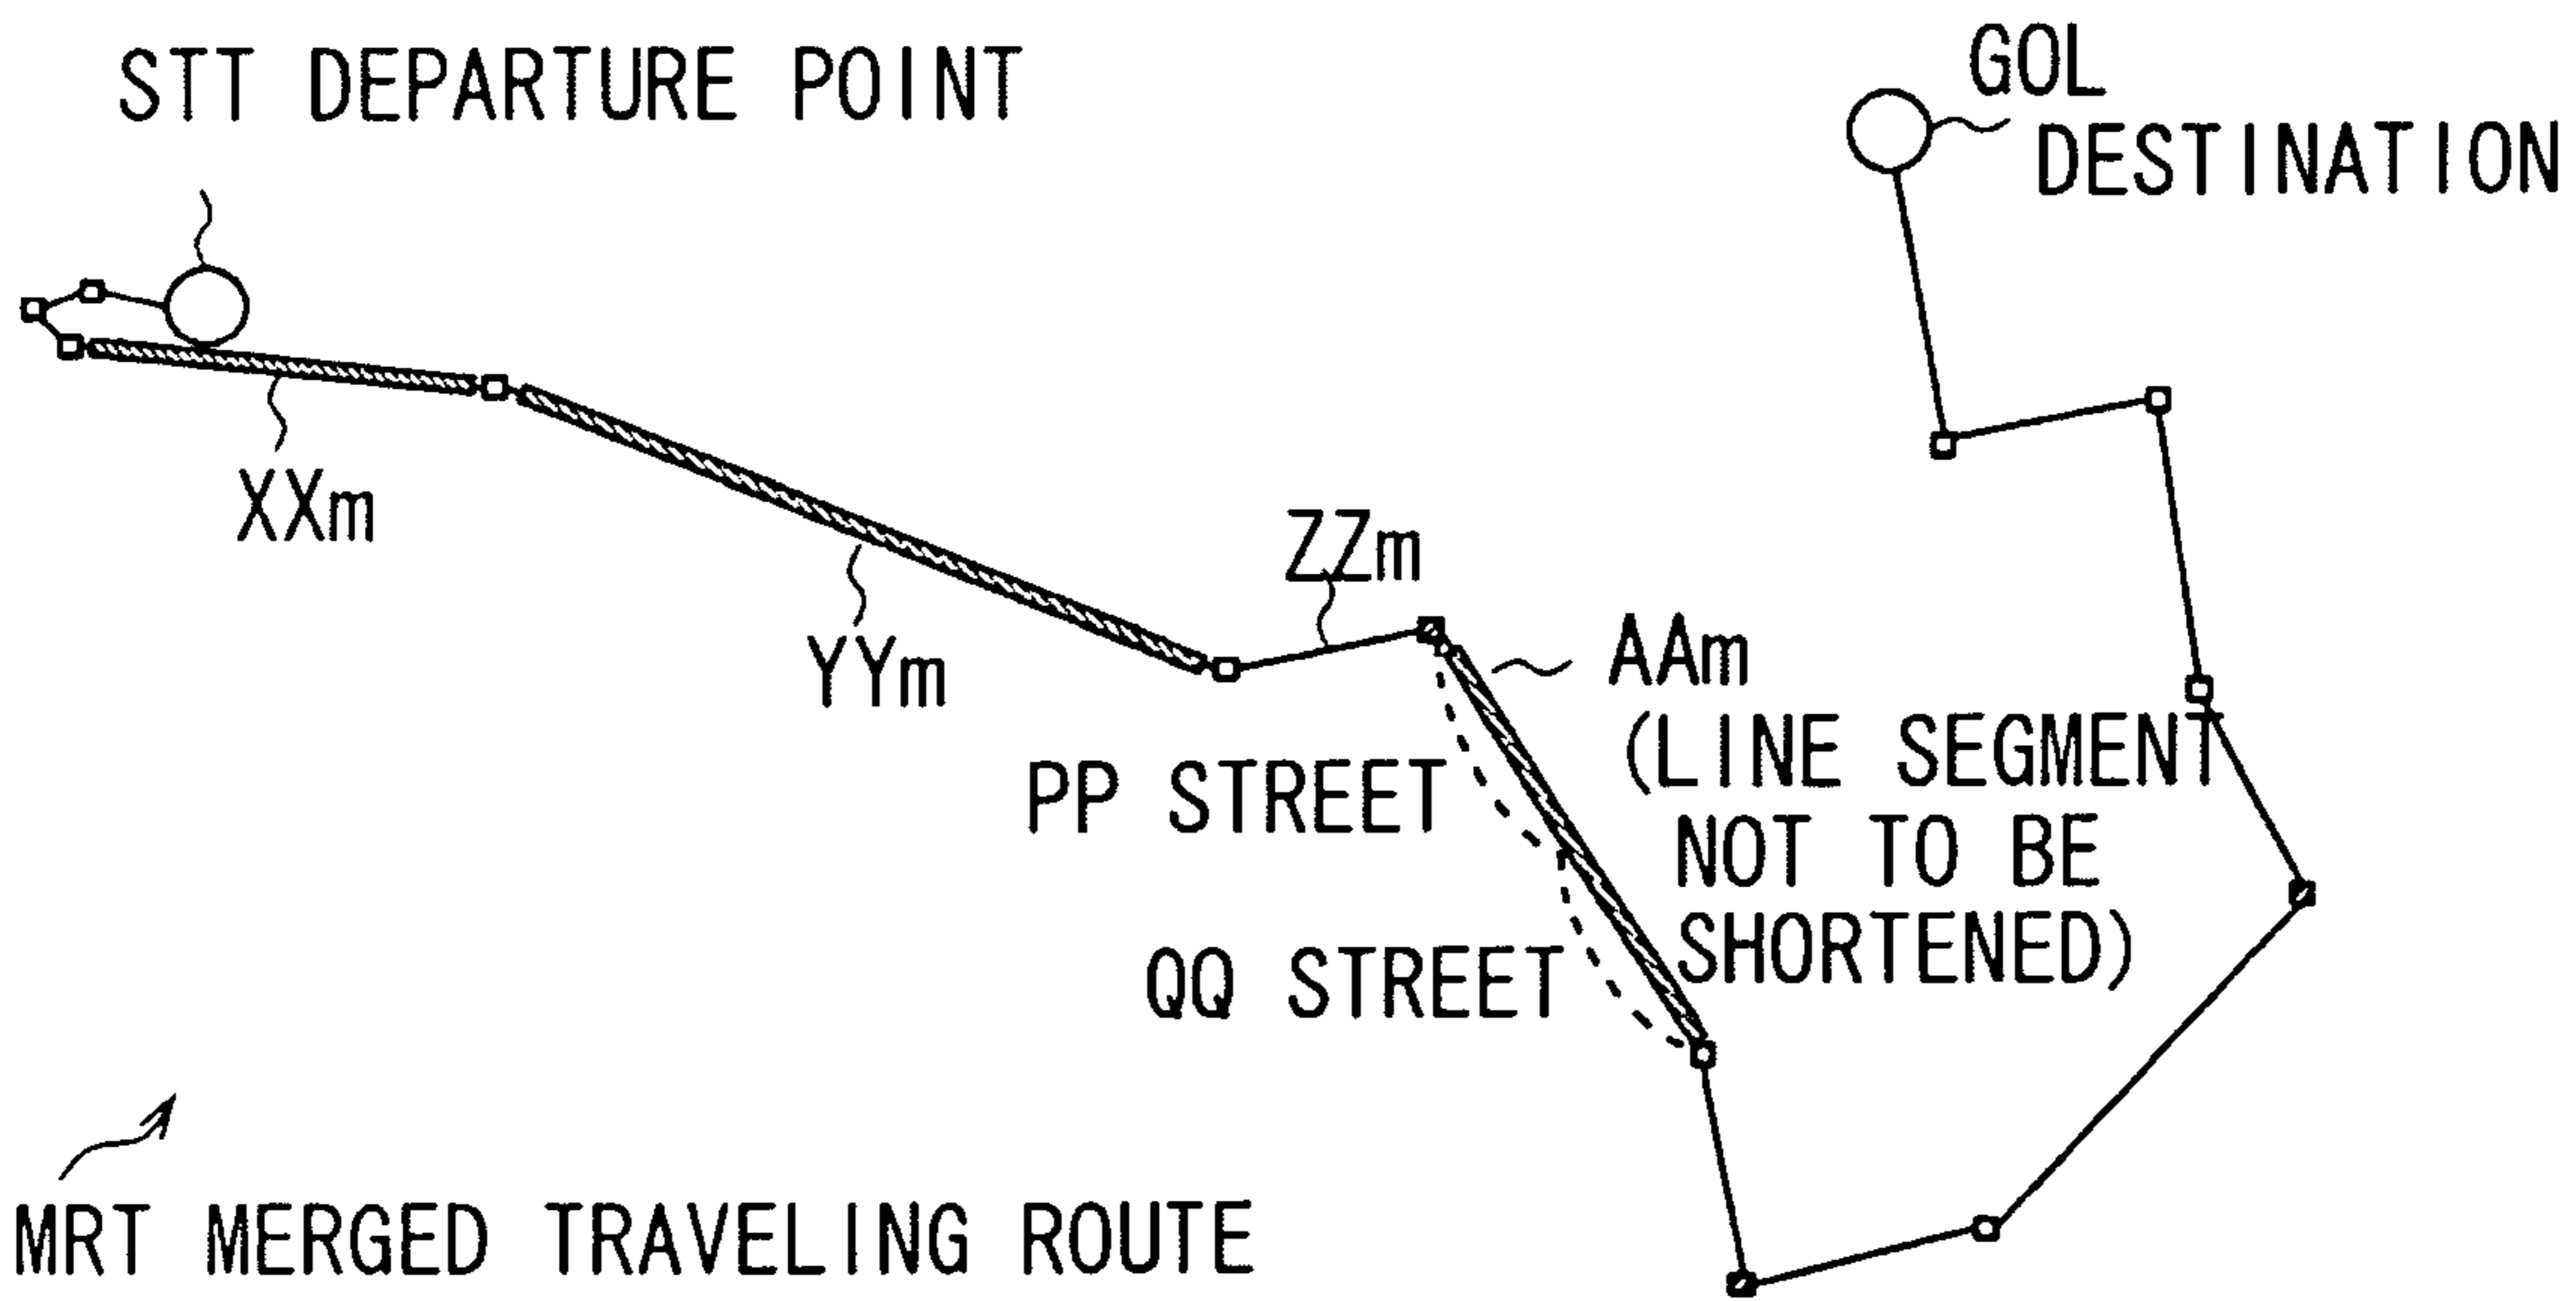 STT DEPARTURE POINT
GOL
DESTINATION
XXm
YYm
ZZm
AAm
(LINE SEGMENT
NOT TO BE
SHORTENED)
PP STREET
QQ STREET
MRT MERGED TRAVELING ROUTE